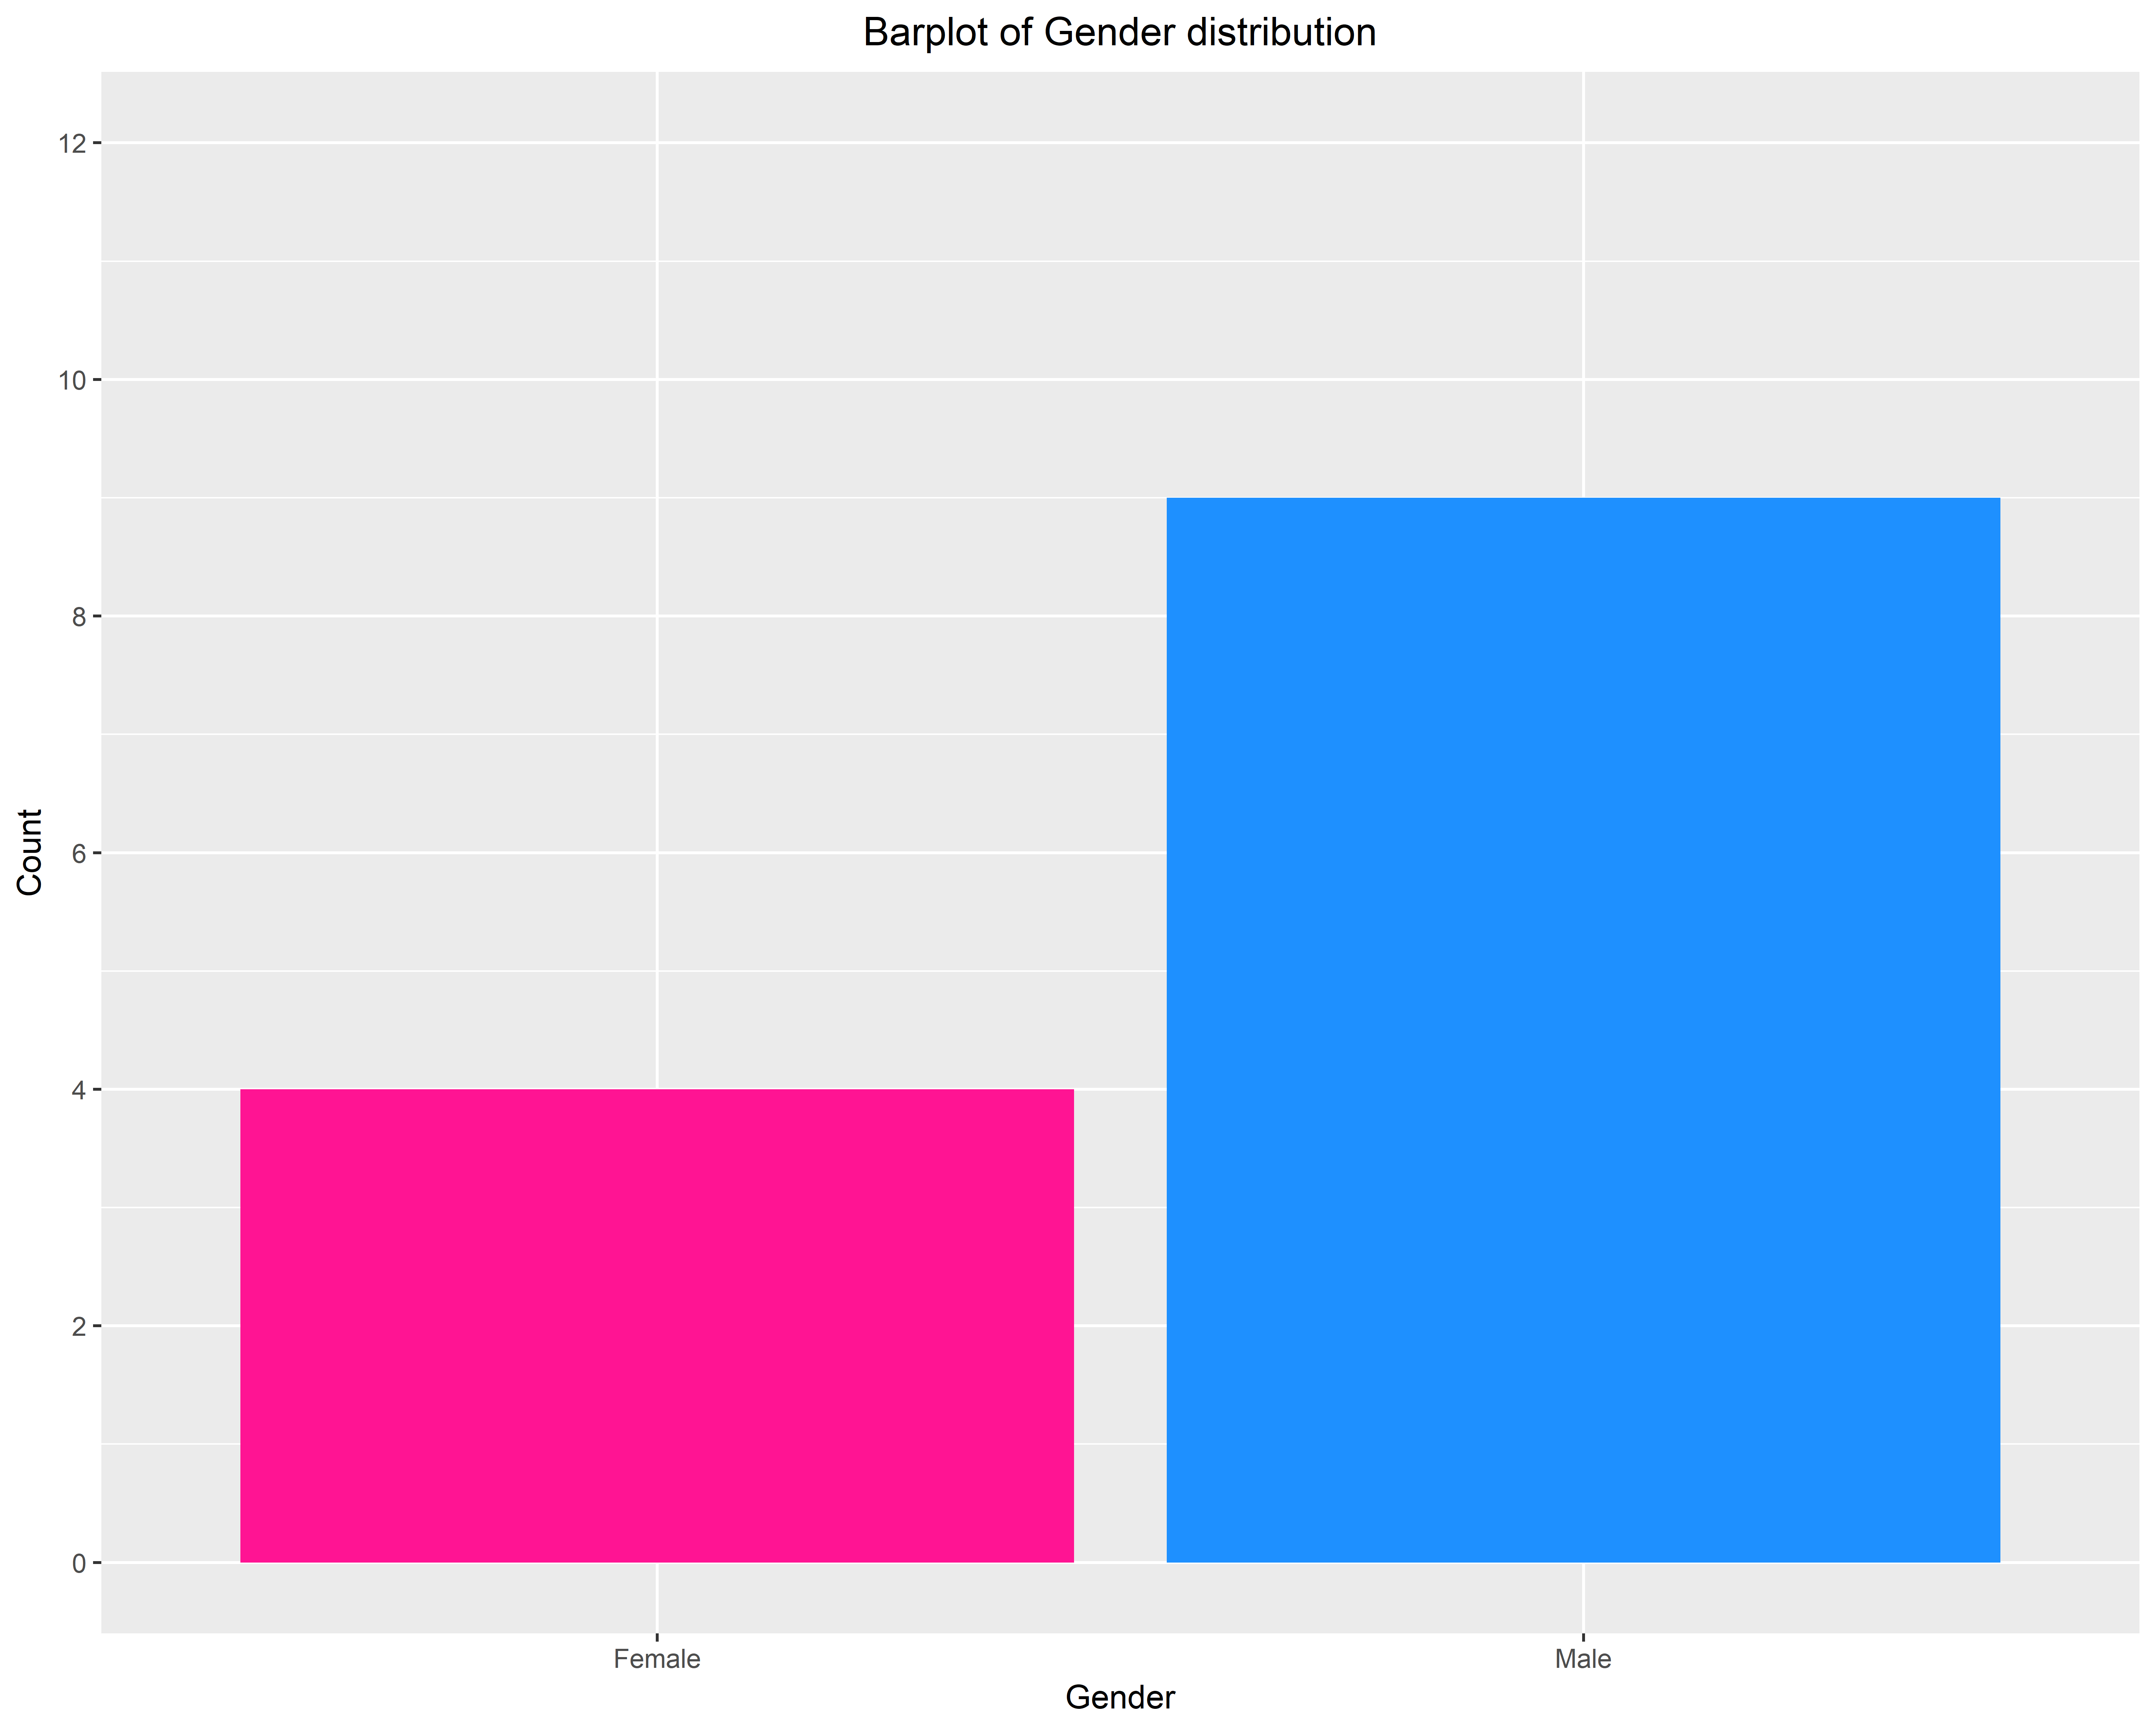 Barplot of Gender distribution
12
10
8
6
4
2
0
Count
Female
Male
Gender